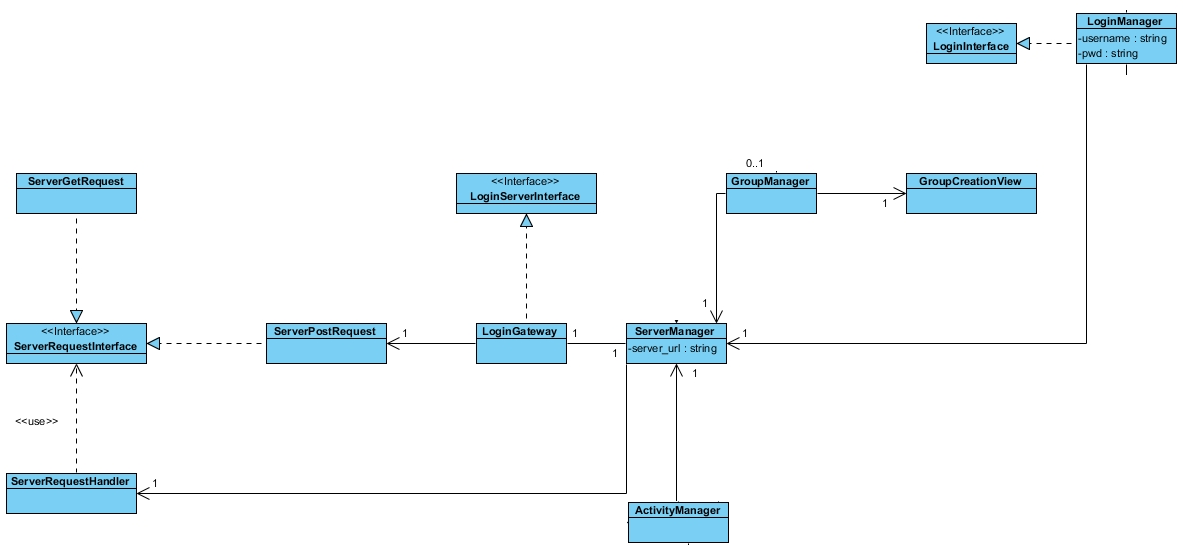 <<Interface>>
LoginInterface
LoginManager
-username : string
-pwd : string
ServerGetRequest
<<Interface>>
LoginServerInterface
0..1
GroupManager
1
GroupCreationView
1
<<Interface>>
ServerRequestInterface
ServerPostRequest
1
LoginGateway
1
1
ServerManager
-server_url : string
1
1
<<use>>
ServerRequestHandler
1
ActivityManager